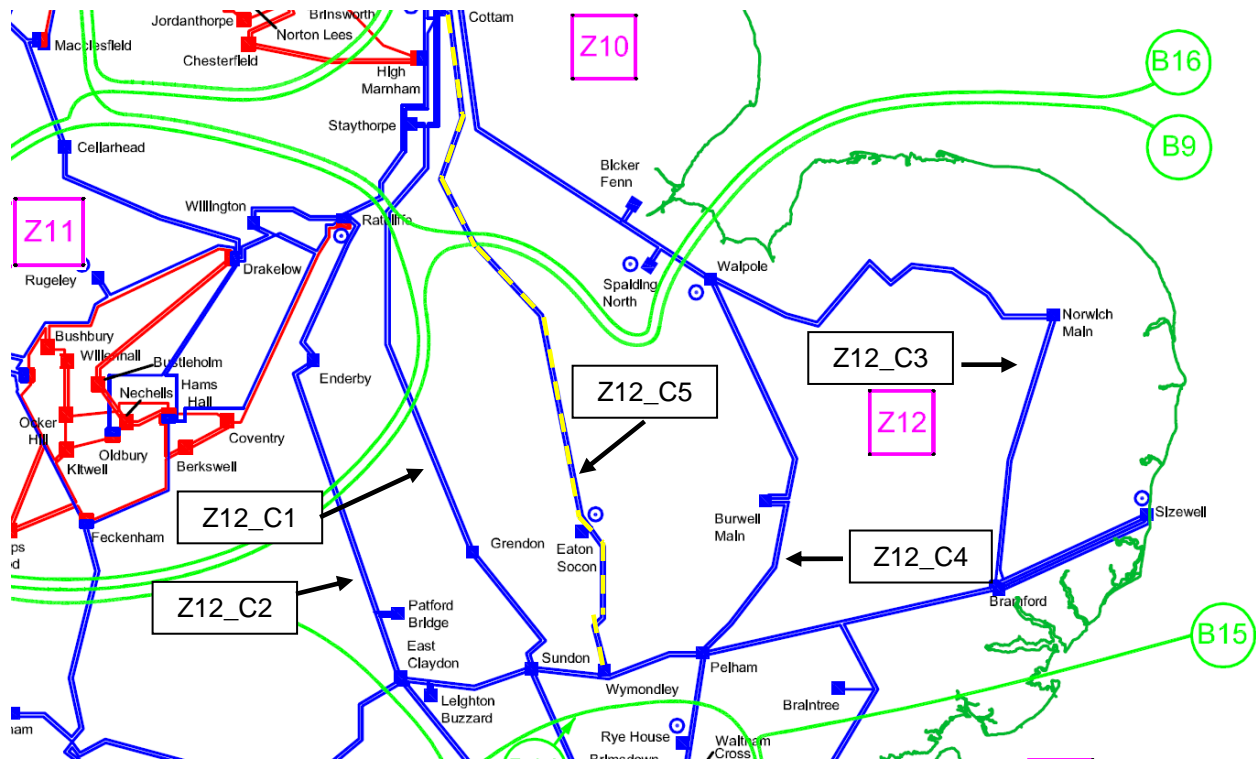 Jordanthorpe
Brinsworth
Cottam
Norton Lees
Macclesfield
Chesterfield
High
Marnham
Z10
B16
Staythorpe
Cellarhead
B9
Bicker
Fenn
Willington
Ratcliffe
Z11
Drakelow
Rugeley
Spalding
North
Walpole
Norwich
Main
Bushbury
Willenhall
Bustleholm
Enderby
Z12_C3
Nechells
Hams
Hall
Z12_C5
Z12
Ocker
Hill
Oldbury
Coventry
Kitwell
Berkswell
Z12_C1
Burwell
Main
Sizewell
Feckenham
Grendon
Eaton
Socon
Z12_C4
Z12_C2
Patford
Bridge
Bramford
B15
East
Claydon
Sundon
Pelham
Wymondley
Leighton
Buzzard
Braintree
Rye House
Waltham
Cross